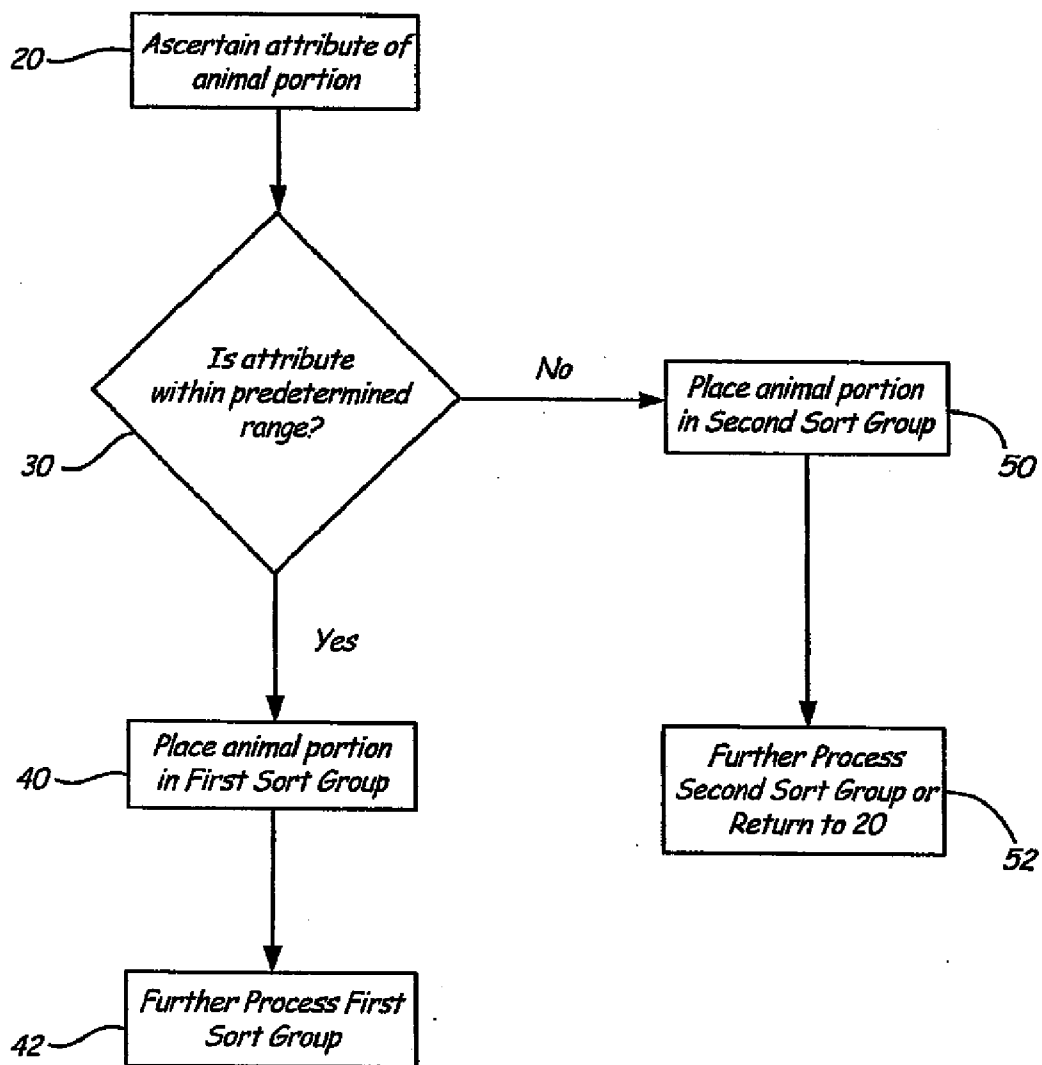 20
Ascertain attribute of
animal portion
Is attribute
within predetermined
range?
30
No
Place animal portion
in Second Sort Group
50
Yes
Place animal portion
in First Sort Group
40
Further Process
Second Sort Group or
Return to 20
52
Further Process First
Sort Group
42